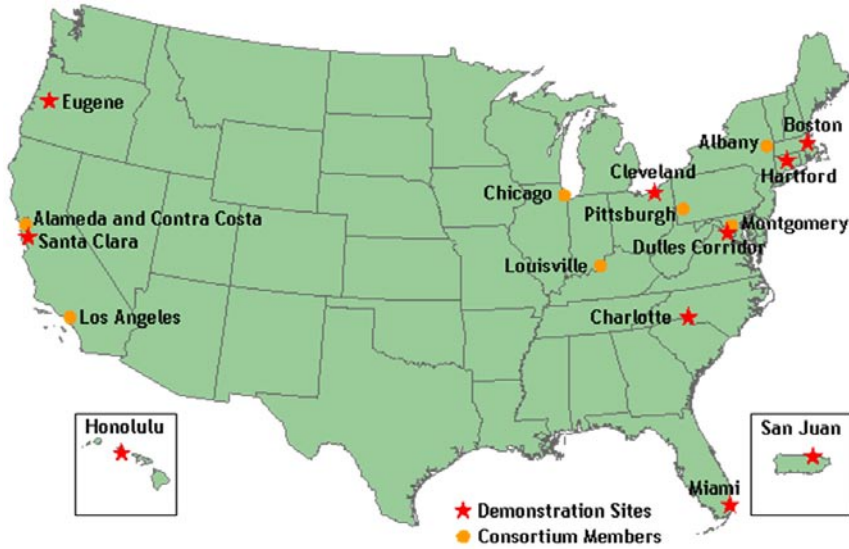 Eugene
Boston
Albany
Hartford
Cleveland
Chicago
Pittsburgh
Alameda and Contra Costa
Montgomery
Santa Clara
Dulles Corridor
Louisville
Los Angeles
Charlotte
Honolulu
San Juan
Miami
Demonstration Sites
Consortium Members